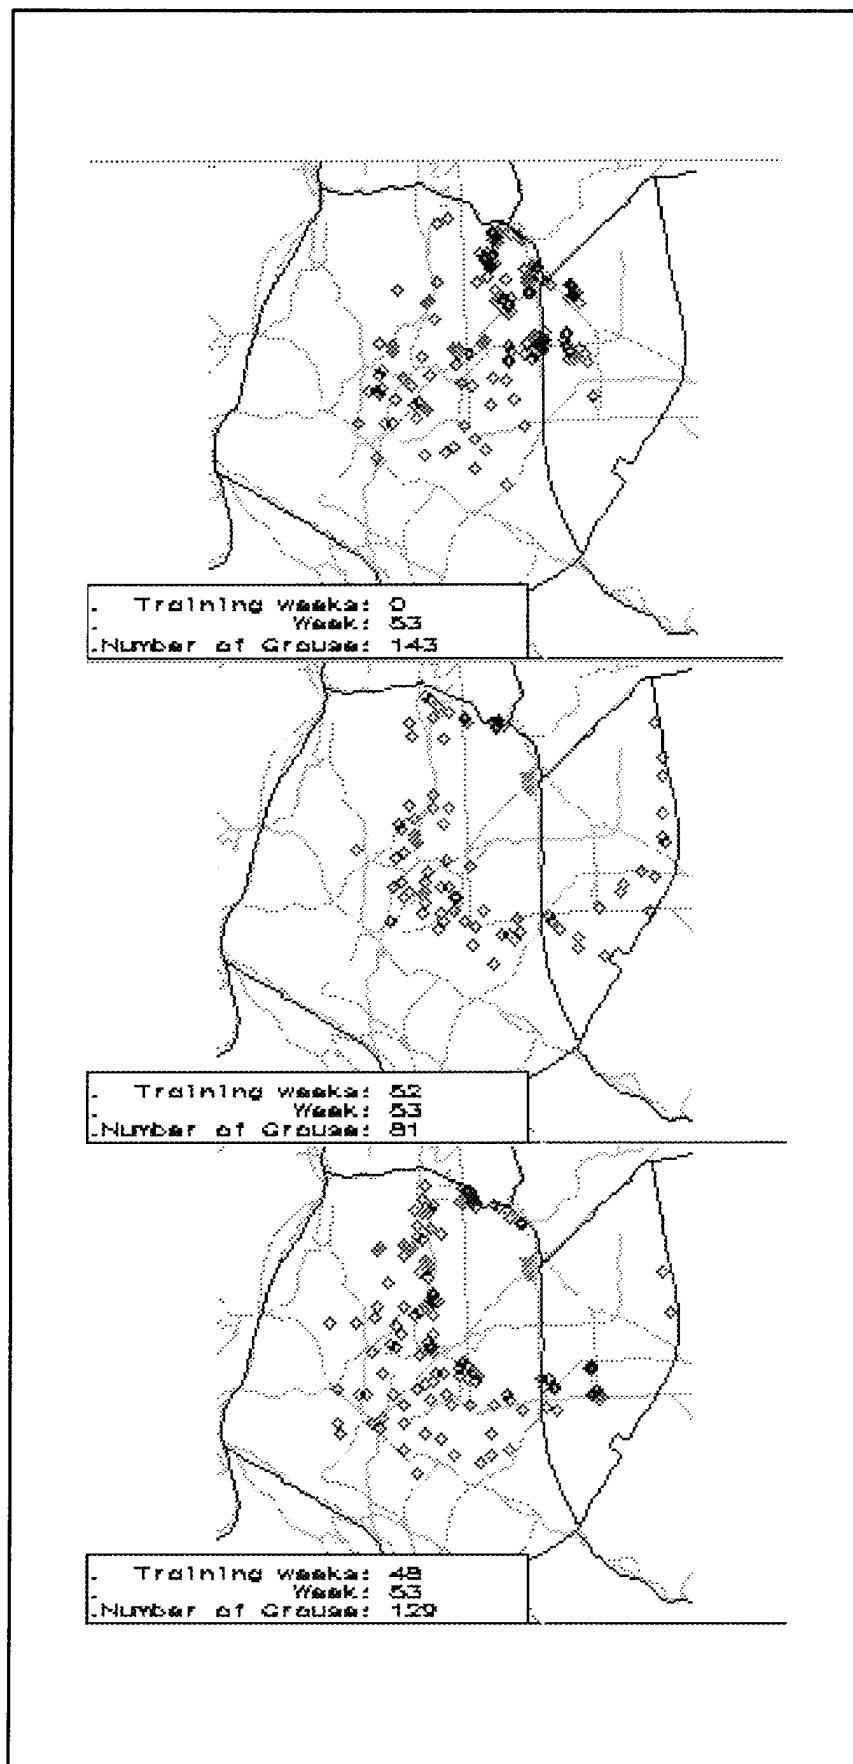 . Training weeks: 0
. Week: 53
.Number of Grouse: 143
. Training weeks: 52
. Week: 53
.Number of Grouse: 81
. Training weeks: 48
. Week: 53
.Number of Grouse: 129